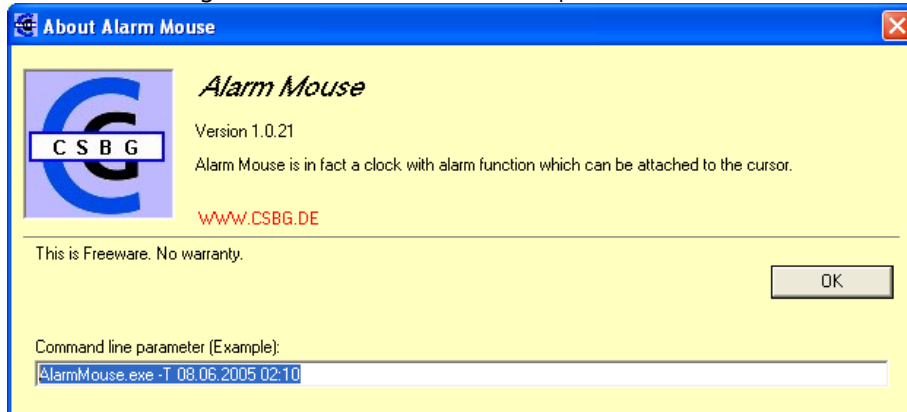 About Alarm Mouse
Alarm Mouse
CSBG
Version 1.0.21
Alarm Mouse is in fact a clock with alarm function which can be attached to the cursor.
WWW.CSBG.DE
This is Freeware. No warranty.
OK
Command line parameter (Example):
AlarmMouse.exe -T 08.06.2005 02:10